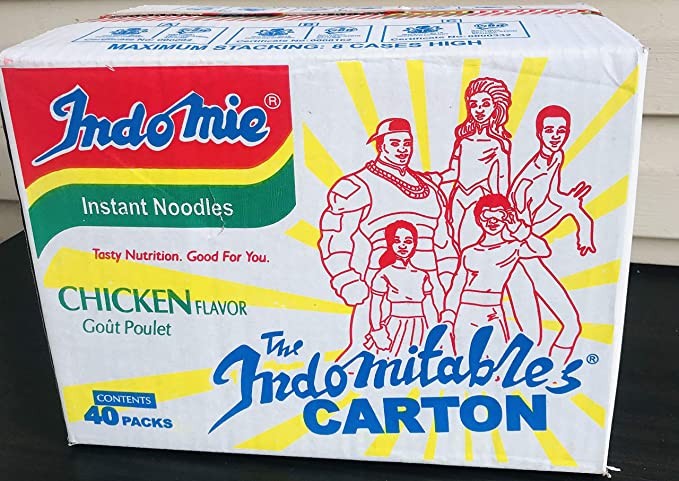 A
B
C
MAXIMUM STACKING: 8 CASES HIGH
Indomie®
Instant Noodles
Tasty Nutrition. Good For You.
CHICKEN FLAVOR
Goût Poulet
CONTENTS
40 PACKS
The
Indomitables®
CARTON